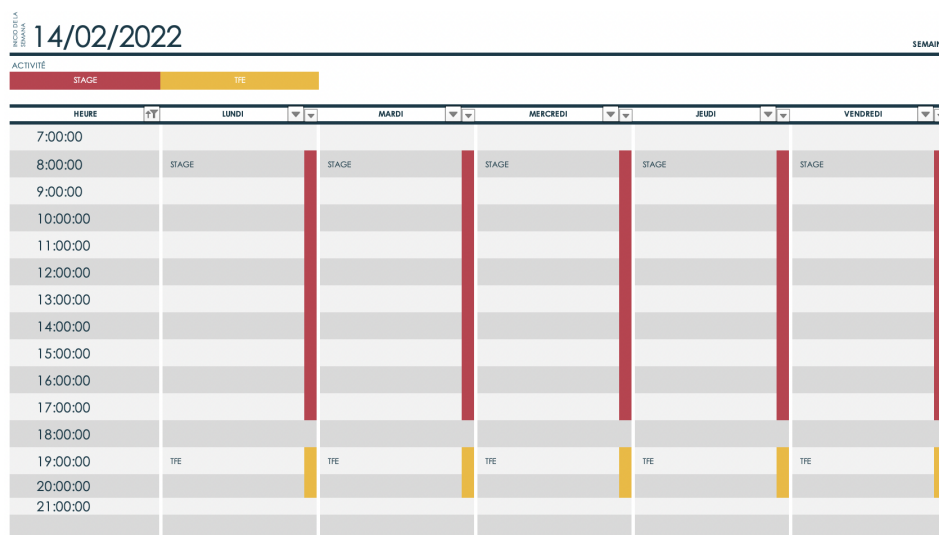 INICIO DE LA
SEMANA
14/02/2022
ACTIVITÉ
STAGE TFE
HEURE LUNDI MARDI MERCREDI JEUDI VENDREDI
7:00:00
8:00:00 STAGE STAGE STAGE STAGE STAGE
9:00:00
10:00:00
11:00:00
12:00:00
13:00:00
14:00:00
15:00:00
16:00:00
17:00:00
18:00:00
19:00:00 TFE TFE TFE TFE TFE
20:00:00
21:00:00